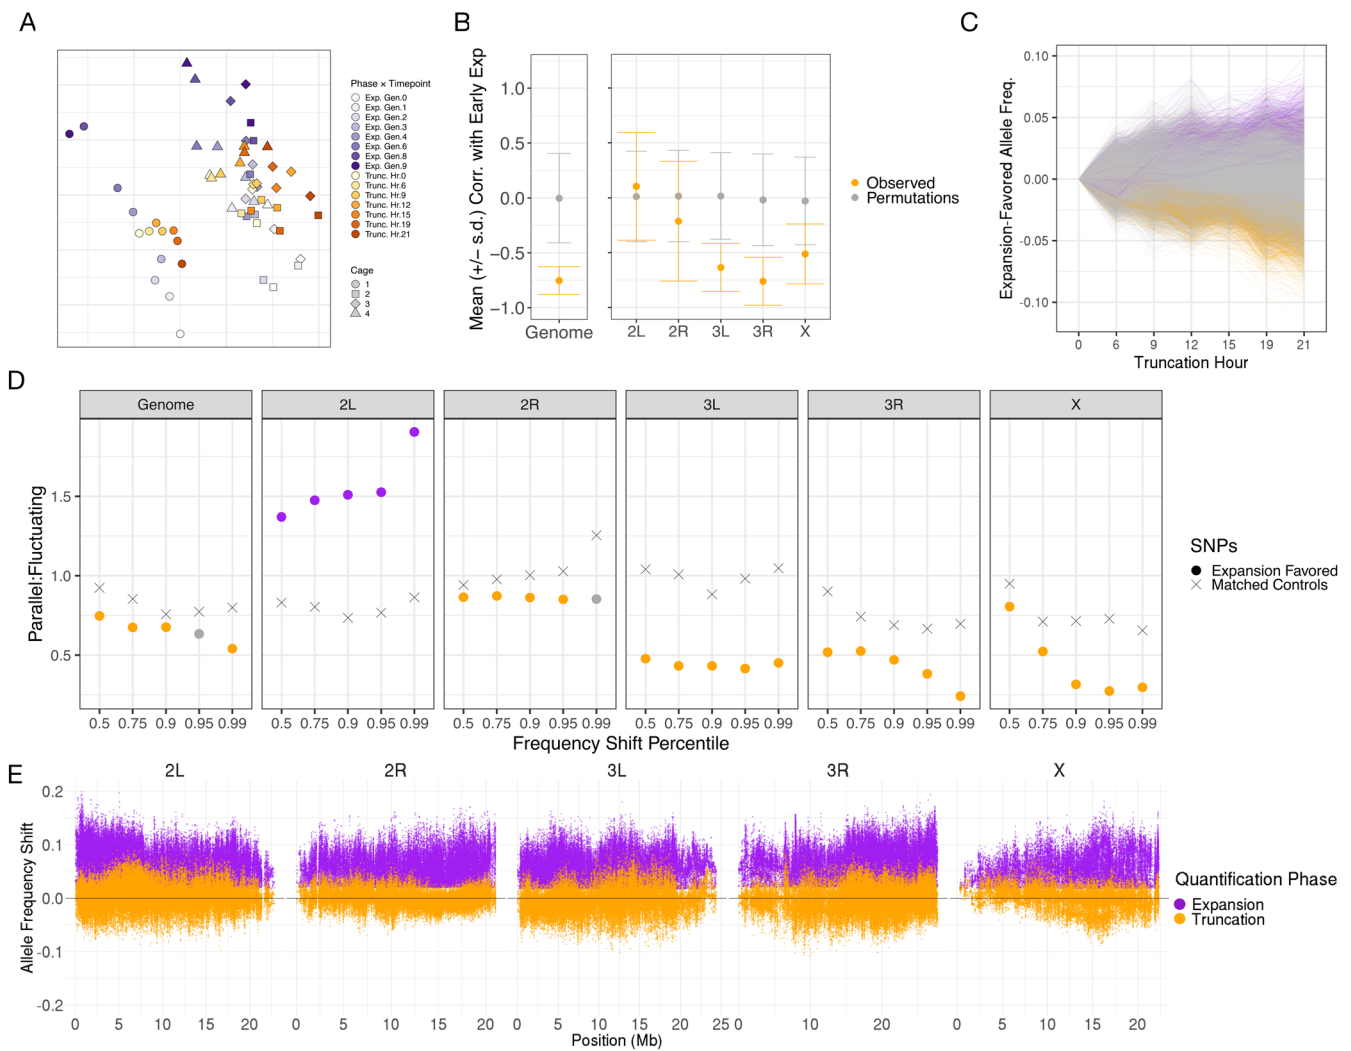 A
Phase × Timepoint
Exp. Gen.0
Exp. Gen.1
Exp. Gen.2
Exp. Gen.3
Exp. Gen.4
Exp. Gen.6
Exp. Gen.8
Exp. Gen.9
Trunc. Hr.0
Trunc. Hr.6
Trunc. Hr.9
Trunc. Hr.12
Trunc. Hr.15
Trunc. Hr.19
Trunc. Hr.21
Cage
1
2
3
4
B
Mean (+/− s.d.) Corr. with Early Exp
1.0
0.5
0.0
−0.5
−1.0
Genome
2L
2R
3L
3R
X
Observed
Permutations
C
Expansion-Favored Allele Freq.
0.10
0.05
0.00
-0.05
-0.10
0
6
9
12
15
19
21
Truncation Hour
D
Parallel:Fluctuating
1.5
1.0
0.5
Genome
2L
2R
3L
3R
X
0.5 0.75 0.9 0.95 0.99
0.5 0.75 0.9 0.95 0.99
0.5 0.75 0.9 0.95 0.99
0.5 0.75 0.9 0.95 0.99
0.5 0.75 0.9 0.95 0.99
0.5 0.75 0.9 0.95 0.99
Frequency Shift Percentile
SNPs
Expansion Favored
Matched Controls
E
2L
2R
3L
3R
X
Allele Frequency Shift
0.2
0.1
0.0
-0.1
-0.2
0 5 10 15 20
0 5 10 15 20
0 5 10 15 20 25
0 10 20
0 5 10 15 20
Position (Mb)
Quantification Phase
Expansion
Truncation